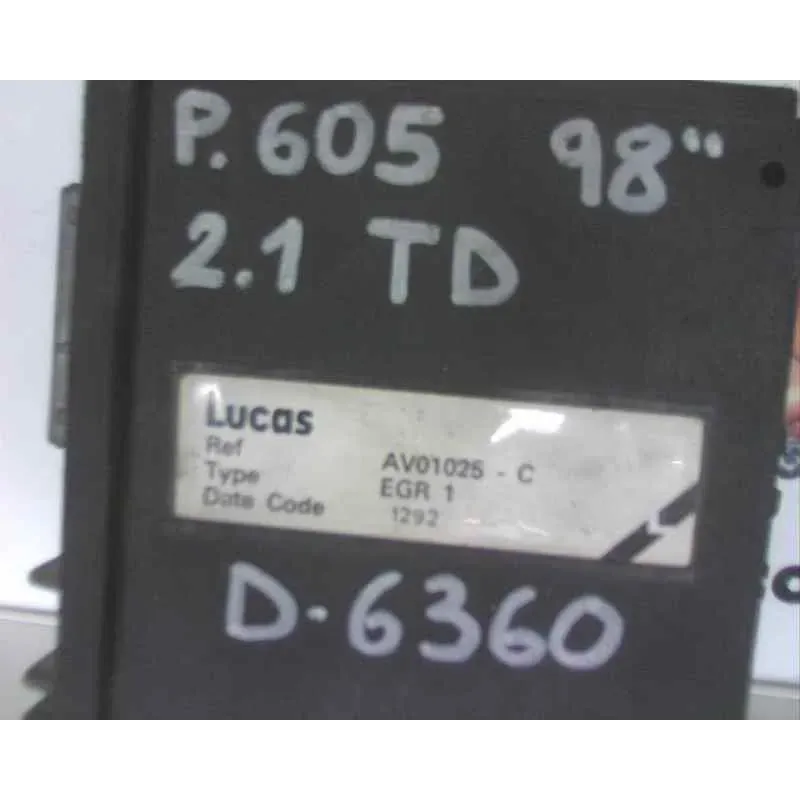 P.605 98"
2.1 TD
Lucas
Ref AV01025 - C
Type EGR 1
Date Code 1292
D-6360